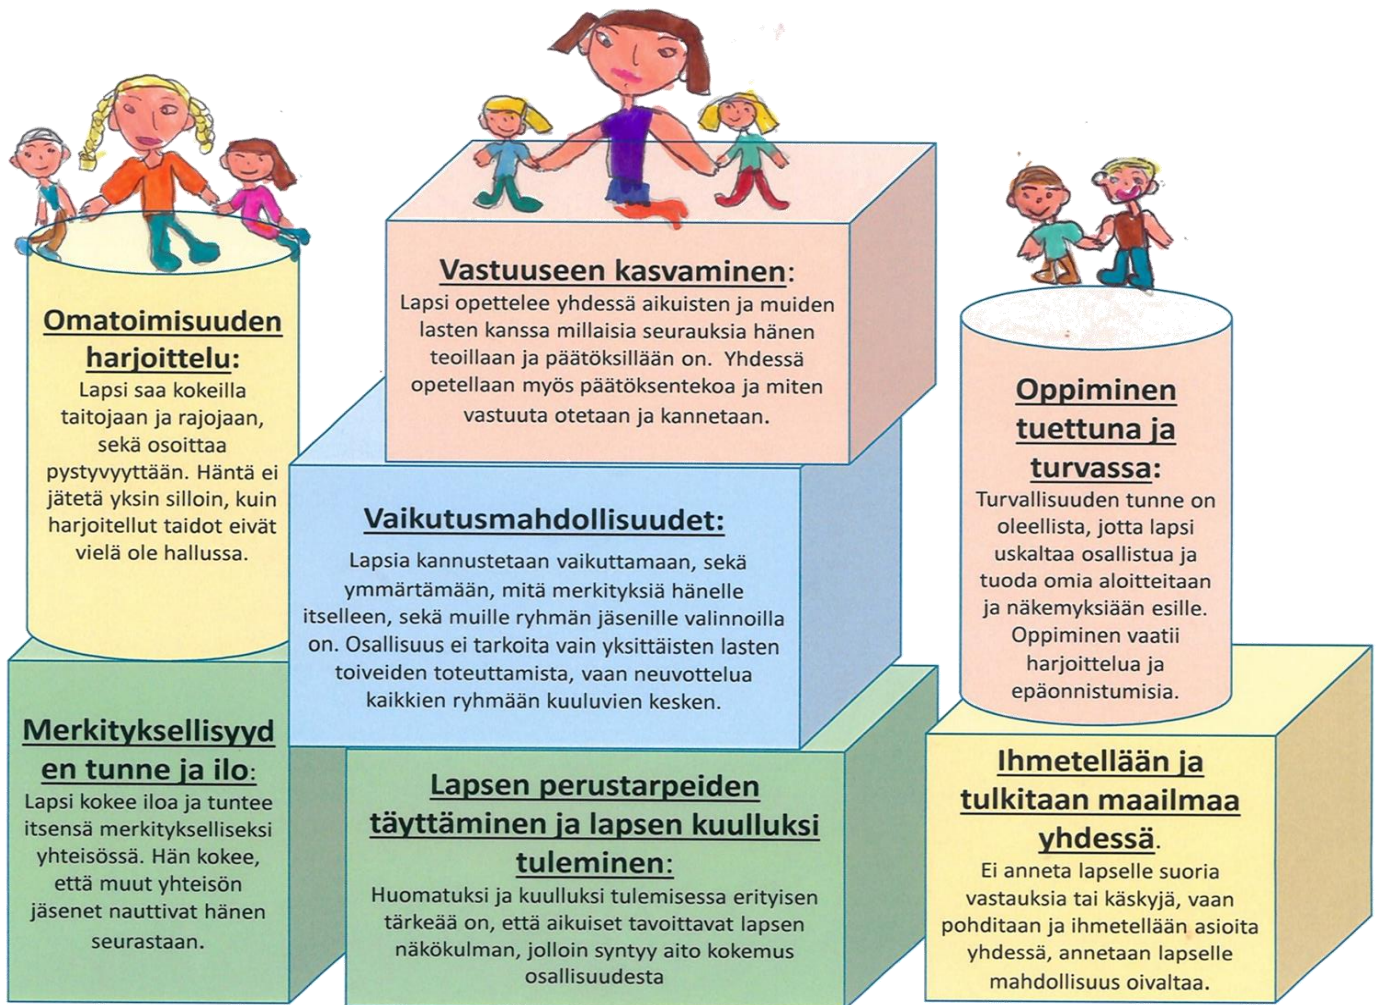 Omatoimisuuden
harjoittelu:
Lapsi saa kokeilla
taitojaan ja rajojaan,
sekä osoittaa
pystyvyyttään. Häntä ei
jätetä yksin silloin, kuin
harjoitellut taidot eivät
vielä ole hallussa.
Vastuuseen kasvaminen:
Lapsi opettelee yhdessä aikuisten ja muiden
lasten kanssa millaisia seurauksia hänen
teoillaan ja päätöksillään on. Yhdessä
opetellaan myös päätöksentekoa ja miten
vastuuta otetaan ja kannetaan.
Oppiminen
tuettuna ja
turvassa:
Turvallisuuden tunne on
oleellista, jotta lapsi
uskaltaa osallistua ja
tuoda omia aloitteitaan
ja näkemyksiään esille.
Oppiminen vaatii
harjoittelua ja
epäonnistumisia.
Vaikutusmahdollisuudet:
Lapsia kannustetaan vaikuttamaan, sekä
ymmärtämään, mitä merkityksiä hänelle
itselleen, sekä muille ryhmän jäsenille valinnoilla
on. Osallisuus ei tarkoita vain yksittäisten lasten
toiveiden toteuttamista, vaan neuvottelua
kaikkien ryhmään kuuluvien kesken.
Merkityksellisyyd
en tunne ja ilo:
Lapsi kokee iloa ja tuntee
itsensä merkitykselliseksi
yhteisössä. Hän kokee,
että muut yhteisön
jäsenet nauttivat hänen
seurastaan.
Lapsen perustarpeiden
täyttäminen ja lapsen kuulluksi
tuleminen:
Huomatuksi ja kuulluksi tulemisessa erityisen
tärkeää on, että aikuiset tavoittavat lapsen
näkökulman, jolloin syntyy aito kokemus
osallisuudesta
Ihmetellään ja
tulkitaan maailmaa
yhdessä.
Ei anneta lapselle suoria
vastauksia tai käskyjä, vaan
pohditaan ja ihmetellään asioita
yhdessä, annetaan lapselle
mahdollisuus oivaltaa.